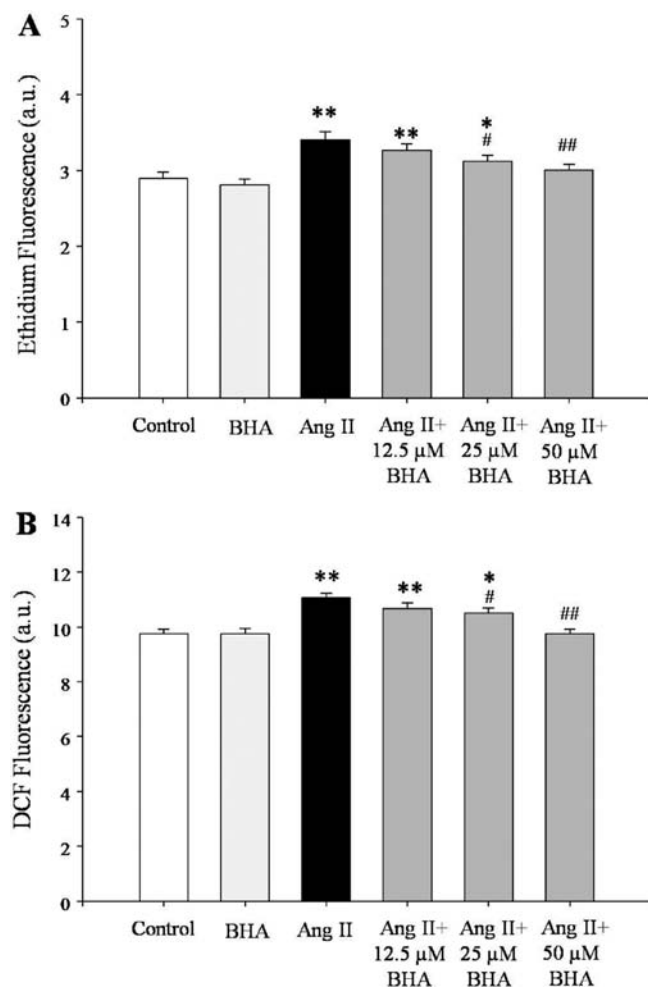 A
Ethidium Fluorescence (a.u.)
5
4
3
2
1
0
**
**
*
#
##
Control
BHA
Ang II
Ang II+
12.5 µM
BHA
Ang II+
25 µM
BHA
Ang II+
50 µM
BHA
B
DCF Fluorescence (a.u.)
14
12
10
8
6
4
2
0
**
**
*
#
##
Control
BHA
Ang II
Ang II+
12.5 µM
BHA
Ang II+
25 µM
BHA
Ang II+
50 µM
BHA